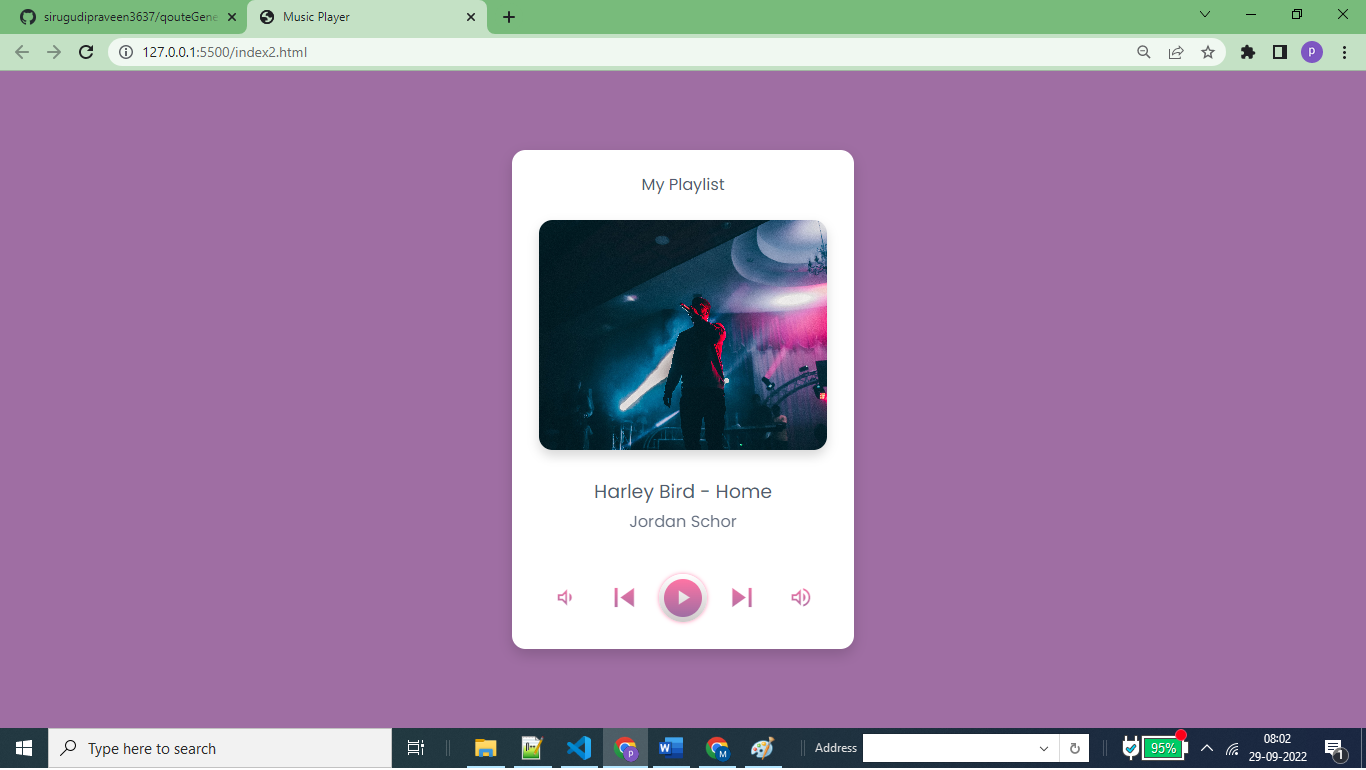 sirugudipraveen3637/qouteGene
Music Player
127.0.0.1:5500/index2.html
P
My Playlist
Harley Bird - Home
Jordan Schor
Type here to search
P
M
Address
95%
08:02
29-09-2022
1